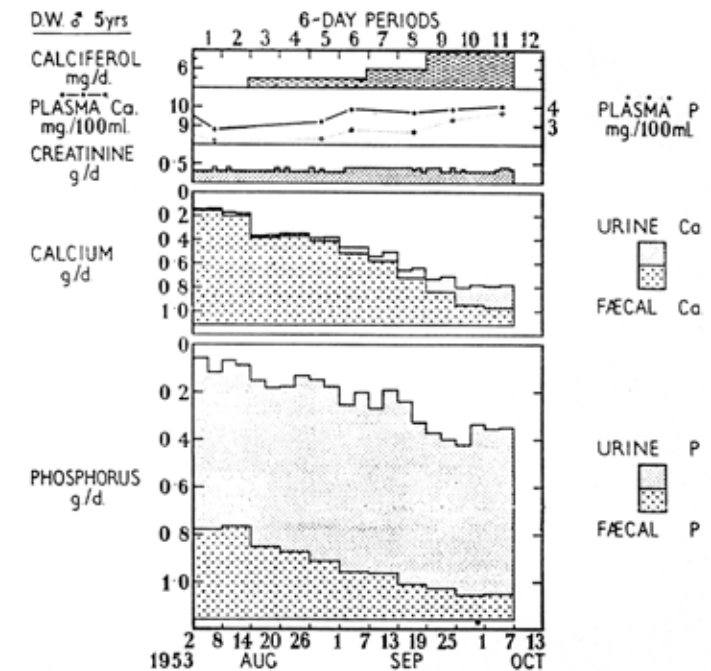 D.W. ♂ 5yrs
6-DAY PERIODS
1 2 3 4 5 6 7 8 9 10 11 12
CALCIFEROL
mg/d.
6
PLASMA Ca.
mg./100ml.
10
9
4
3
PLASMA P
mg/100ml.
CREATININE
g/d
0·5
CALCIUM
g/d.
0
0 2
0·4
0·6
0·8
1·0
URINE Ca
FÆCAL Ca.
PHOSPHORUS
g/d.
0
0 2
0 4
0·6
0 8
1·0
URINE P
FÆCAL P
2 8 14 20 26 1 7 13 19 25 1 7 13
1953 AUG SEP OCT